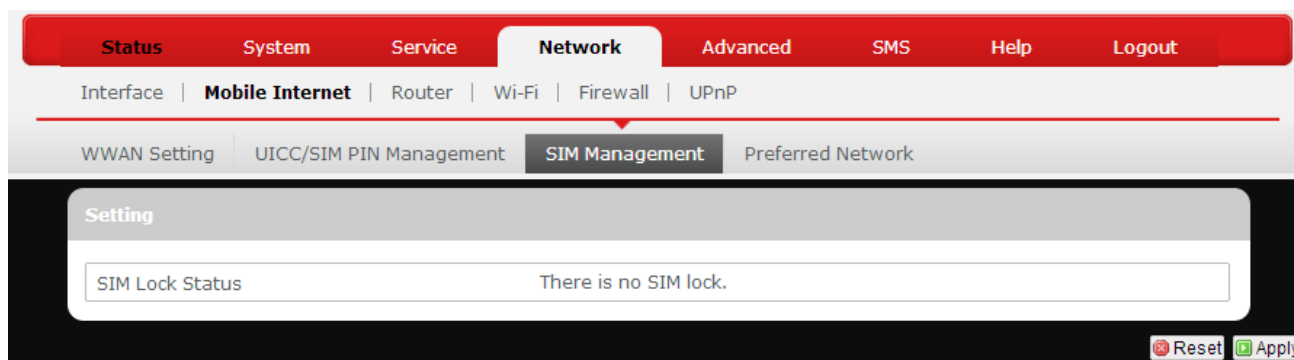 Status System Service Network Advanced SMS Help Logout
Interface | Mobile Internet | Router | Wi-Fi | Firewall | UPnP
WWAN Setting UICC/SIM PIN Management SIM Management Preferred Network
Setting
SIM Lock Status There is no SIM lock.
Reset Apply